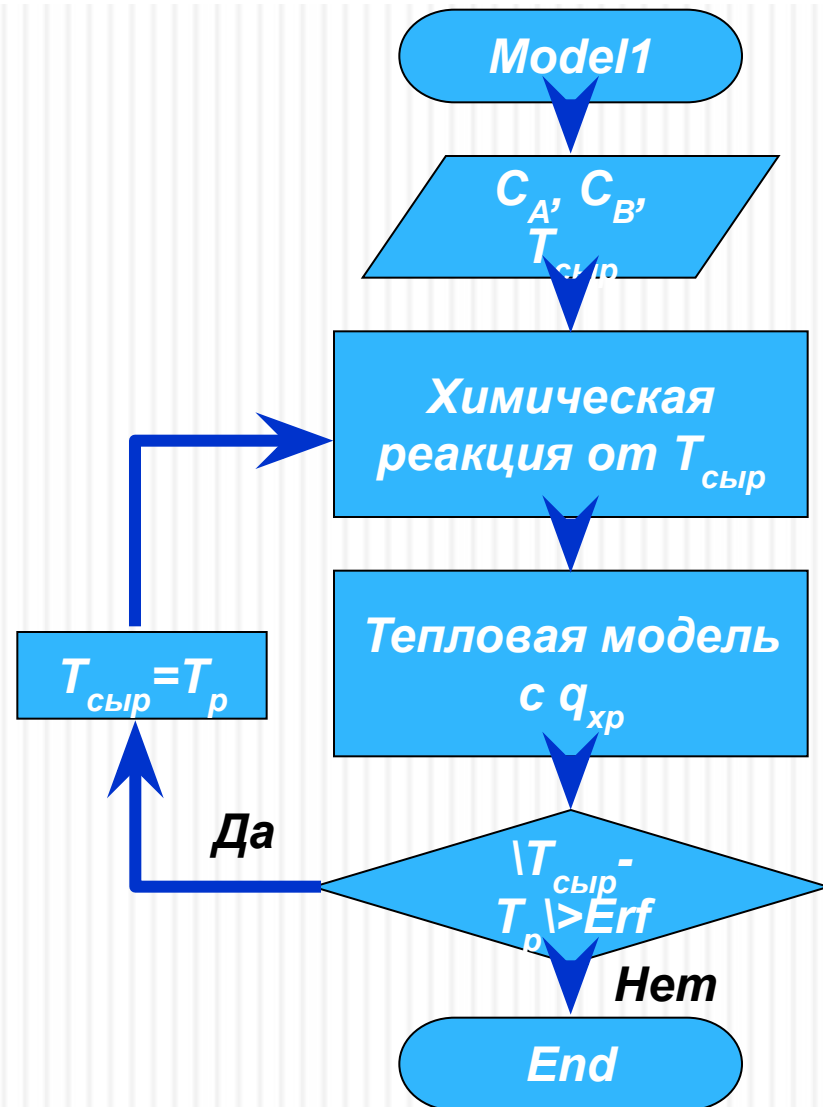 Model1
C_A, C_B,
T_сыр
Химическая
реакция от T_сыр
Тепловая модель
с q_хр
T_сыр=T_р
Да
\T_сыр-
T_р\>Erf
Нет
End